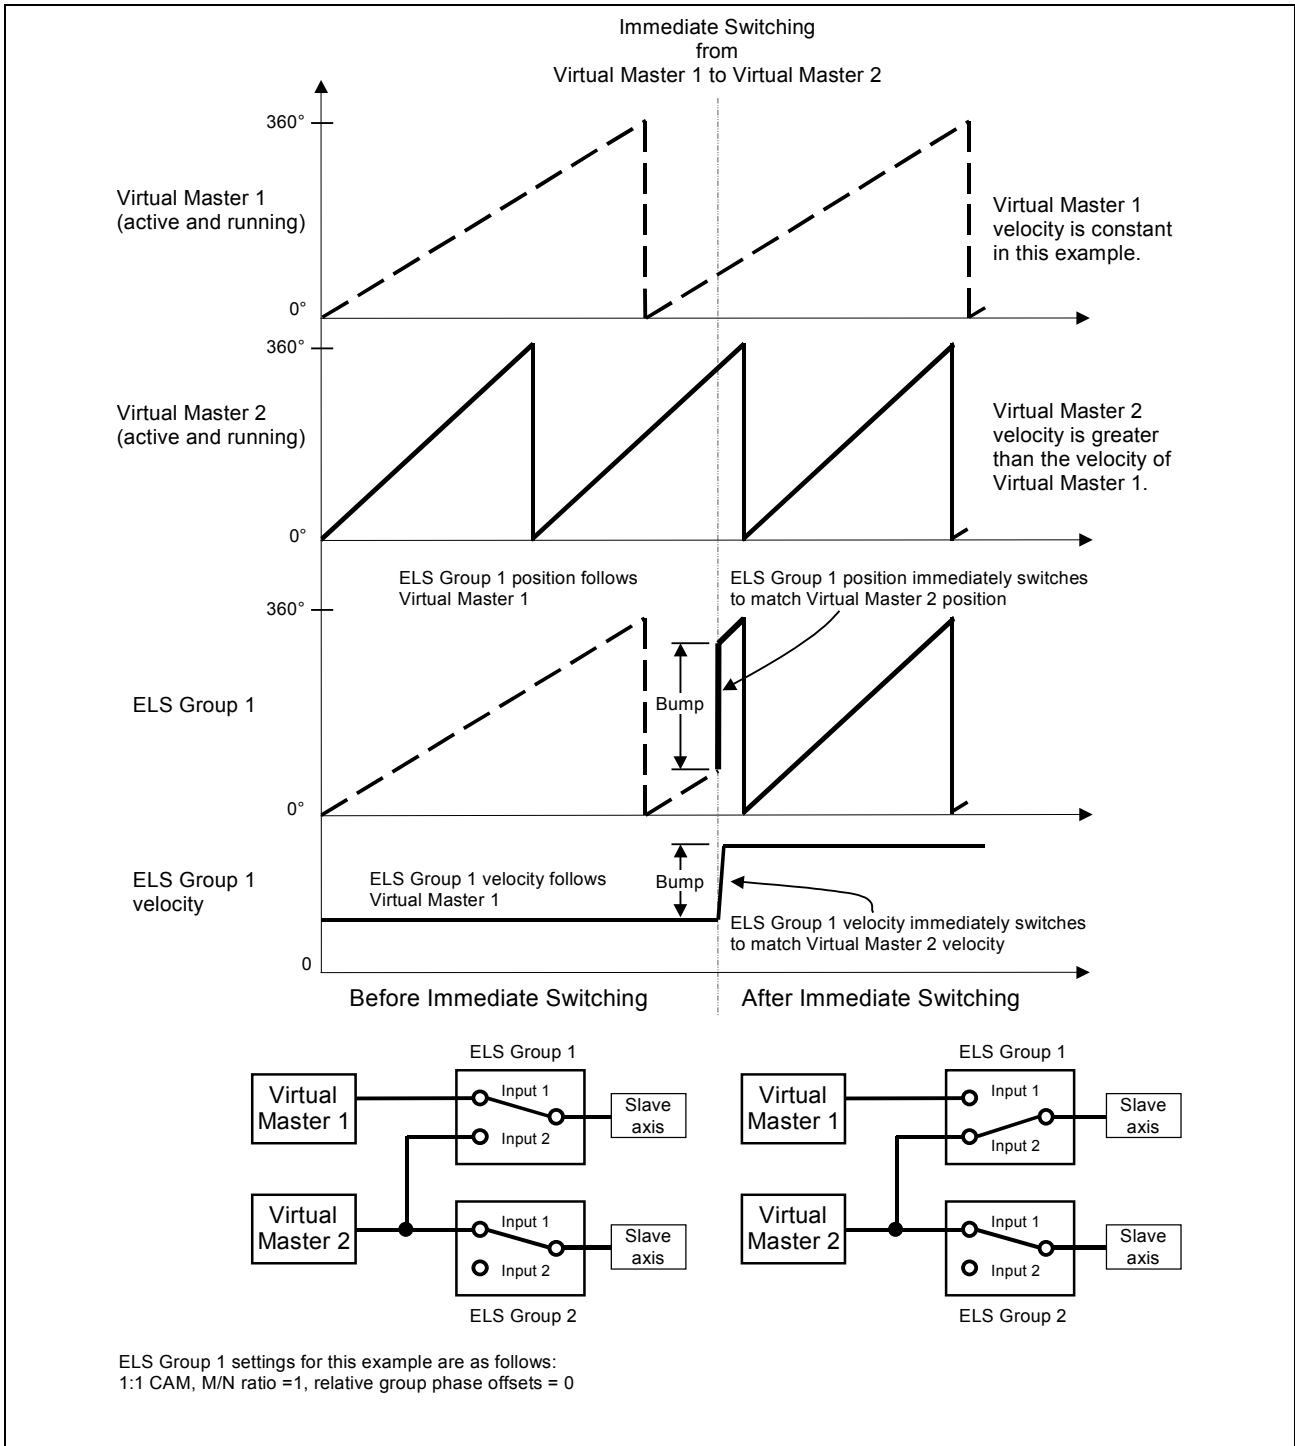 Immediate Switching
from
Virtual Master 1 to Virtual Master 2
360°
Virtual Master 1
(active and running)
Virtual Master 1
velocity is constant
in this example.
0°
360°
Virtual Master 2
(active and running)
Virtual Master 2
velocity is greater
than the velocity of
Virtual Master 1.
0°
ELS Group 1 position follows
Virtual Master 1
ELS Group 1 position immediately switches
to match Virtual Master 2 position
360°
ELS Group 1
Bump
0°
ELS Group 1
velocity
ELS Group 1 velocity follows
Virtual Master 1
Bump
ELS Group 1 velocity immediately switches
to match Virtual Master 2 velocity
0
Before Immediate Switching
After Immediate Switching
ELS Group 1
Virtual
Master 1
Input 1
Input 2
Slave
axis
Virtual
Master 2
Input 1
Input 2
Slave
axis
ELS Group 2
ELS Group 1
Virtual
Master 1
Input 1
Input 2
Slave
axis
Virtual
Master 2
Input 1
Input 2
Slave
axis
ELS Group 2
ELS Group 1 settings for this example are as follows:
1:1 CAM, M/N ratio =1, relative group phase offsets = 0